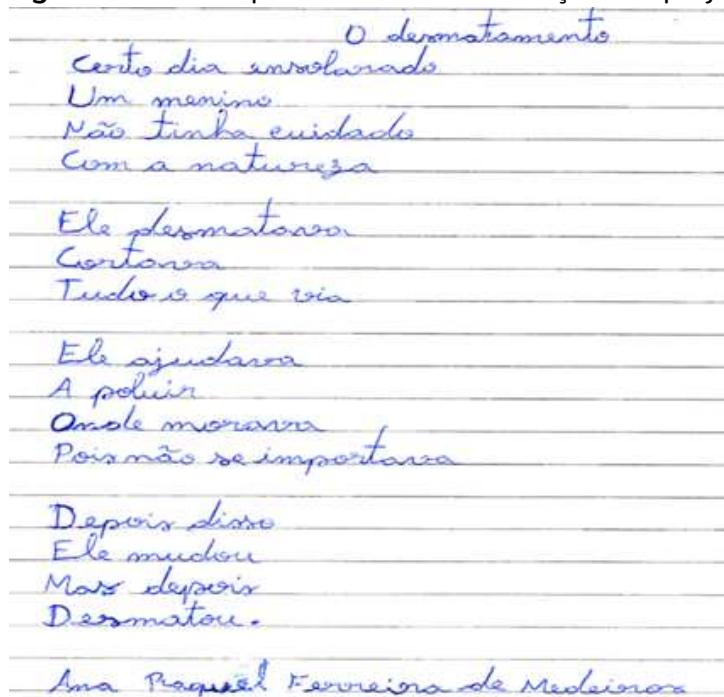 O desmatamento
Certo dia ensolarado
Um menino
Não tinha cuidado
Com a natureza
Ele desmatava
Cortava
Tudo o que via
Ele ajudava
A poluir
Onde morava
Pois não se importava
Depois disso
Ele mudou
Mas depois
Desmatou.
Ana Raquel Ferreira de Medeiros